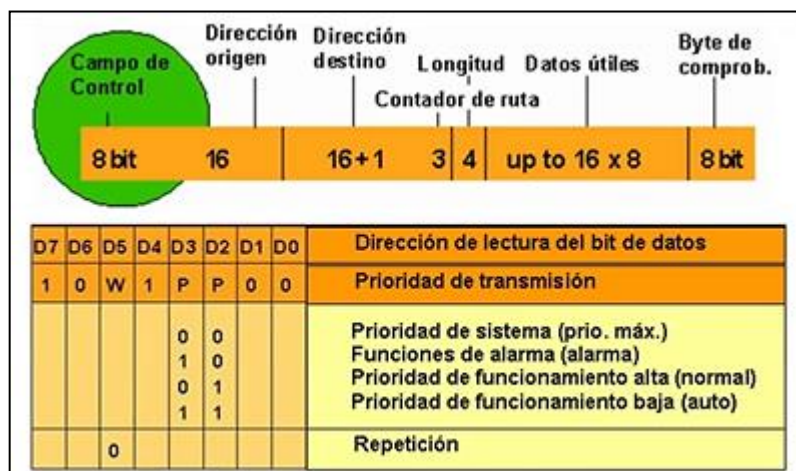 Campo de Control
Dirección origen
Dirección destino
Longitud
Contador de ruta
Datos útiles
Byte de comprob.
8 bit 16 16+1 3 4 up to 16 x 8 8 bit
D7 D6 D5 D4 D3 D2 D1 D0 Dirección de lectura del bit de datos
1 0 W 1 P P 0 0 Prioridad de transmisión
0 0 Prioridad de sistema (prio. máx.)
1 0 Funciones de alarma (alarma)
0 1 Prioridad de funcionamiento alta (normal)
1 1 Prioridad de funcionamiento baja (auto)
0 Repetición